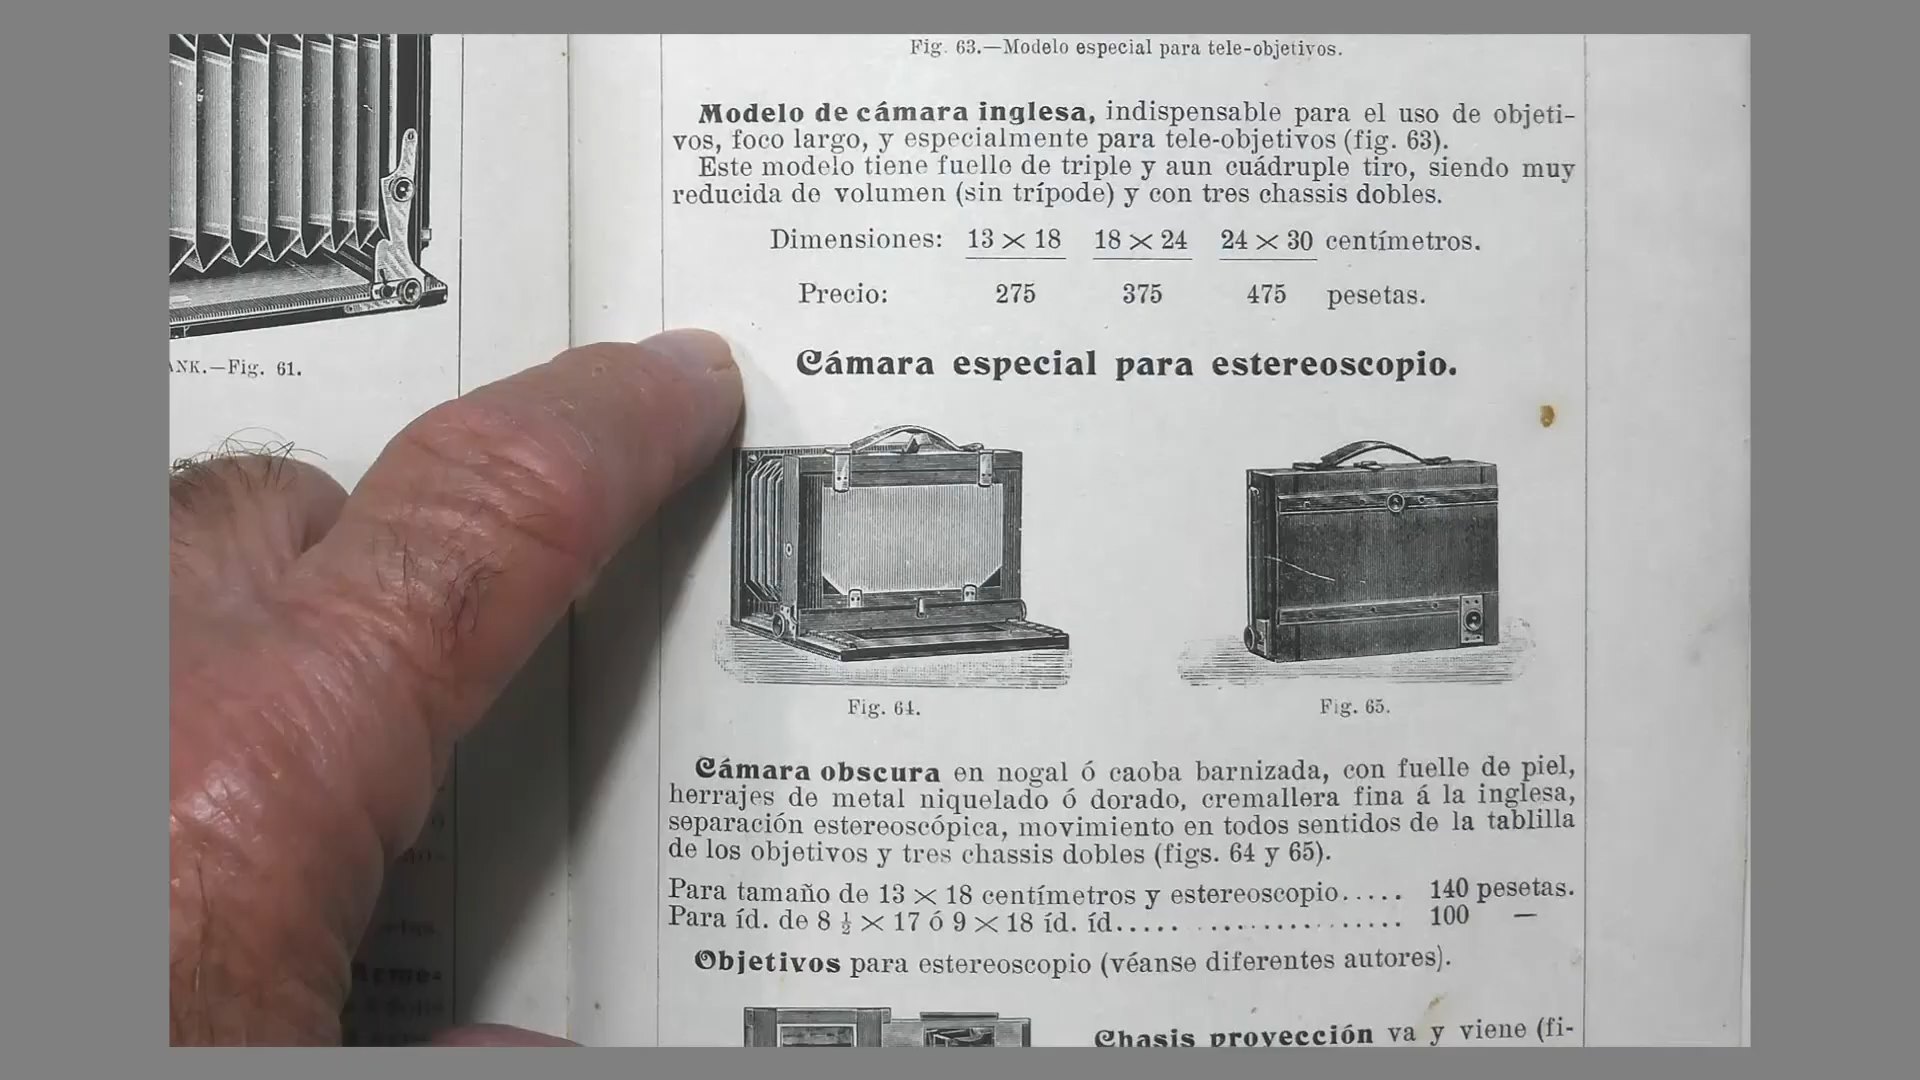 Fig. 63.—Modelo especial para tele-objetivos.
Modelo de cámara inglesa, indispensable para el uso de objeti-
vos, foco largo, y especialmente para tele-objetivos (fig. 63).
Este modelo tiene fuelle de triple y aun cuádruple tiro, siendo muy
reducida de volumen (sin trípode) y con tres chassis dobles.
Dimensiones: 13 × 18 18 × 24 24 × 30 centímetros.
Precio: 275 375 475 pesetas.
NK.—Fig. 61.
Cámara especial para estereoscopio.
Fig. 64.
Fig. 65.
Cámara obscura en nogal ó caoba barnizada, con fuelle de piel,
herrajes de metal niquelado ó dorado, cremallera fina á la inglesa,
separación estereoscópica, movimiento en todos sentidos de la tablilla
de los objetivos y tres chassis dobles (figs. 64 y 65).
Para tamaño de 13 × 18 centímetros y estereoscopio..... 140 pesetas.
Para íd. de 8 ½ × 17 ó 9 × 18 íd. íd..................... 100 —
Objetivos para estereoscopio (véanse diferentes autores).
Chasis proyección va y viene (fi-